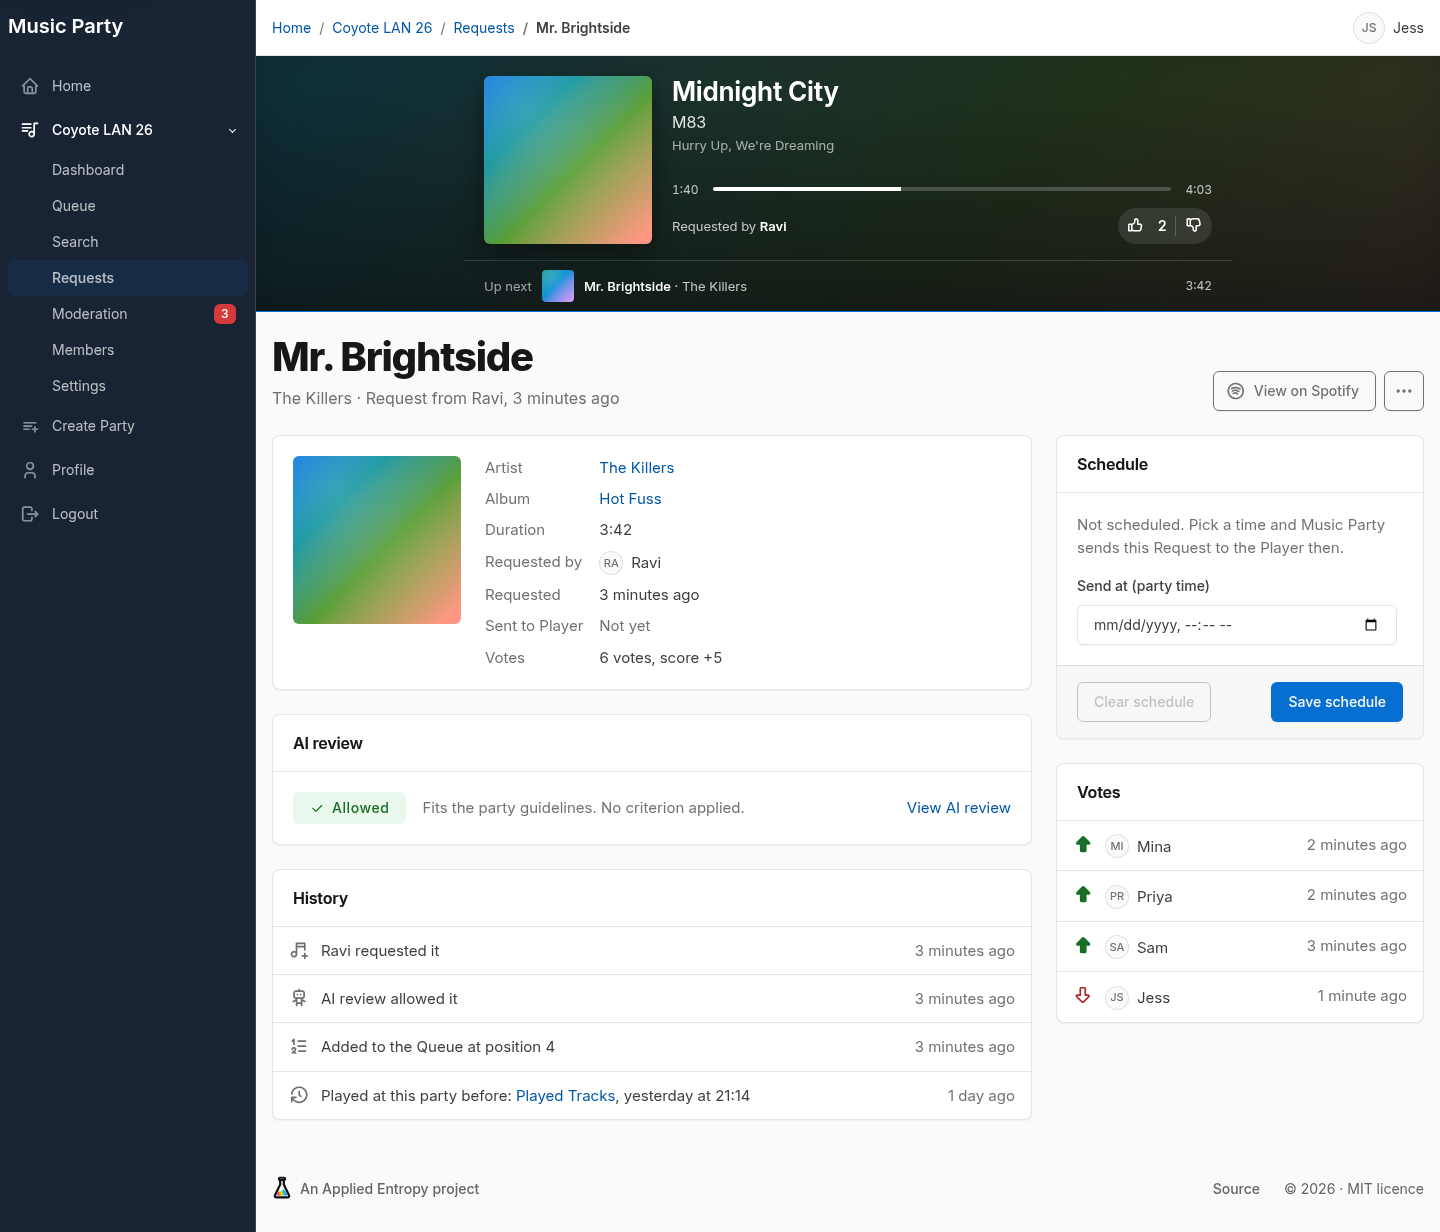 Music Party
Home
Coyote LAN 26
Dashboard
Queue
Search
Requests
Moderation 3
Members
Settings
Create Party
Profile
Logout
Home / Coyote LAN 26 / Requests / Mr. Brightside
JS Jess
Midnight City
M83
Hurry Up, We're Dreaming
1:40 4:03
Requested by Ravi 2
Up next Mr. Brightside · The Killers 3:42
Mr. Brightside
The Killers · Request from Ravi, 3 minutes ago
View on Spotify
Artist The Killers
Album Hot Fuss
Duration 3:42
Requested by RA Ravi
Requested 3 minutes ago
Sent to Player Not yet
Votes 6 votes, score +5
AI review
Allowed Fits the party guidelines. No criterion applied. View AI review
History
Ravi requested it 3 minutes ago
AI review allowed it 3 minutes ago
Added to the Queue at position 4 3 minutes ago
Played at this party before: Played Tracks, yesterday at 21:14 1 day ago
Schedule
Not scheduled. Pick a time and Music Party
sends this Request to the Player then.
Send at (party time)
mm/dd/yyyy, --:-- --
Clear schedule Save schedule
Votes
MI Mina 2 minutes ago
PR Priya 2 minutes ago
SA Sam 3 minutes ago
JS Jess 1 minute ago
An Applied Entropy project
Source © 2026 · MIT licence